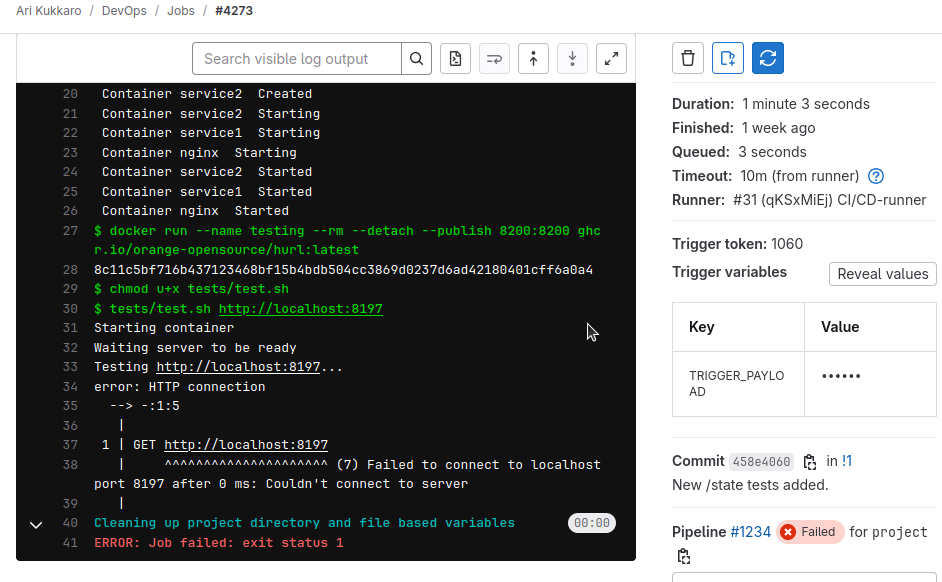 Ari Kukkaro / DevOps / Jobs / #4273
Search visible log output
20 Container service2 Created
21 Container service2 Starting
22 Container service1 Starting
23 Container nginx Starting
24 Container service2 Started
25 Container service1 Started
26 Container nginx Started
27 $ docker run --name testing --rm --detach --publish 8200:8200 ghc
r.io/orange-opensource/hurl:latest
28 8c11c5bf716b437123468bf15b4bdb504cc3869d0237d6ad42180401cff6a0a4
29 $ chmod u+x tests/test.sh
30 $ tests/test.sh http://localhost:8197
31 Starting container
32 Waiting server to be ready
33 Testing http://localhost:8197...
34 error: HTTP connection
35 --> -:1:5
36 |
37 1 | GET http://localhost:8197
38 | ^^^^^^^^^^^^^^^^^^^^^ (7) Failed to connect to localhost
port 8197 after 0 ms: Couldn't connect to server
39 |
40 Cleaning up project directory and file based variables 00:00
41 ERROR: Job failed: exit status 1
Duration: 1 minute 3 seconds
Finished: 1 week ago
Queued: 3 seconds
Timeout: 10m (from runner) ?
Runner: #31 (qKSxMiEj) CI/CD-runner
Trigger token: 1060
Trigger variables Reveal values
Key Value
TRIGGER_PAYLO
AD ••••••
Commit 458e4060 in !1
New /state tests added.
Pipeline #1234 Failed for project